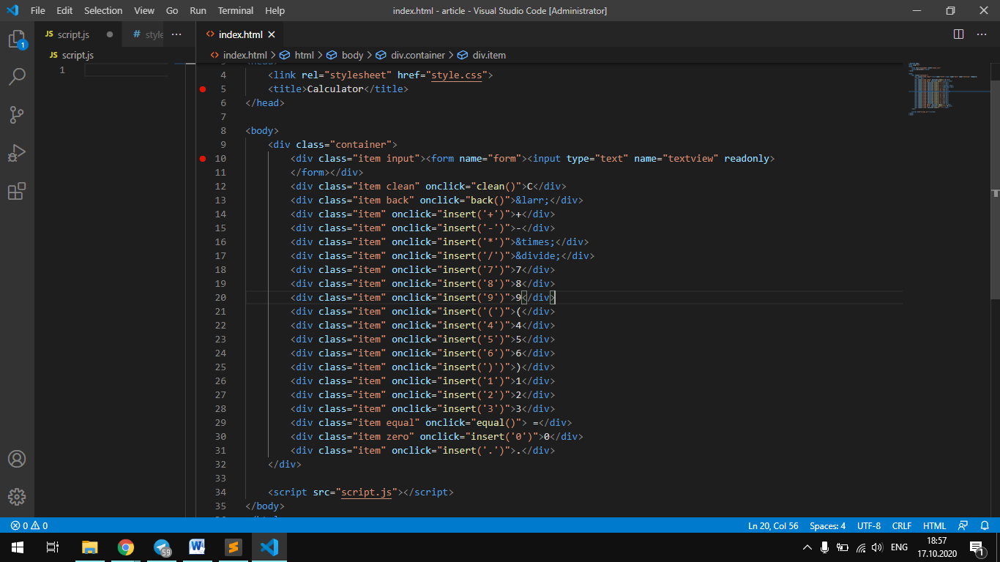 File Edit Selection View Go Run Terminal Help index.html - article - Visual Studio Code [Administrator]
1
JS script.js ● # style ··· <> index.html ×
JS script.js <> index.html > html > body > div.container > div.item
1
4 <link rel="stylesheet" href="style.css">
5 <title>Calculator</title>
6 </head>
7
8 <body>
9 <div class="container">
10 <div class="item input"><form name="form"><input type="text" name="textview" readonly>
11 </form></div>
12 <div class="item clean" onclick="clean()">C</div>
13 <div class="item back" onclick="back()">&larr;</div>
14 <div class="item" onclick="insert('+')">+</div>
15 <div class="item" onclick="insert('-')">-</div>
16 <div class="item" onclick="insert('*')">&times;</div>
17 <div class="item" onclick="insert('/')">&divide;</div>
18 <div class="item" onclick="insert('7')">7</div>
19 <div class="item" onclick="insert('8')">8</div>
20 <div class="item" onclick="insert('9')">9</div>
21 <div class="item" onclick="insert('(')">(</div>
22 <div class="item" onclick="insert('4')">4</div>
23 <div class="item" onclick="insert('5')">5</div>
24 <div class="item" onclick="insert('6')">6</div>
25 <div class="item" onclick="insert(')')">)</div>
26 <div class="item" onclick="insert('1')">1</div>
27 <div class="item" onclick="insert('2')">2</div>
28 <div class="item" onclick="insert('3')">3</div>
29 <div class="item equal" onclick="equal()"> =</div>
30 <div class="item zero" onclick="insert('0')">0</div>
31 <div class="item" onclick="insert('.')">.</div>
32 </div>
33
34 <script src="script.js"></script>
35 </body>
0 0 Ln 20, Col 56 Spaces: 4 UTF-8 CRLF HTML
59 W ENG 18:57
17.10.2020 1